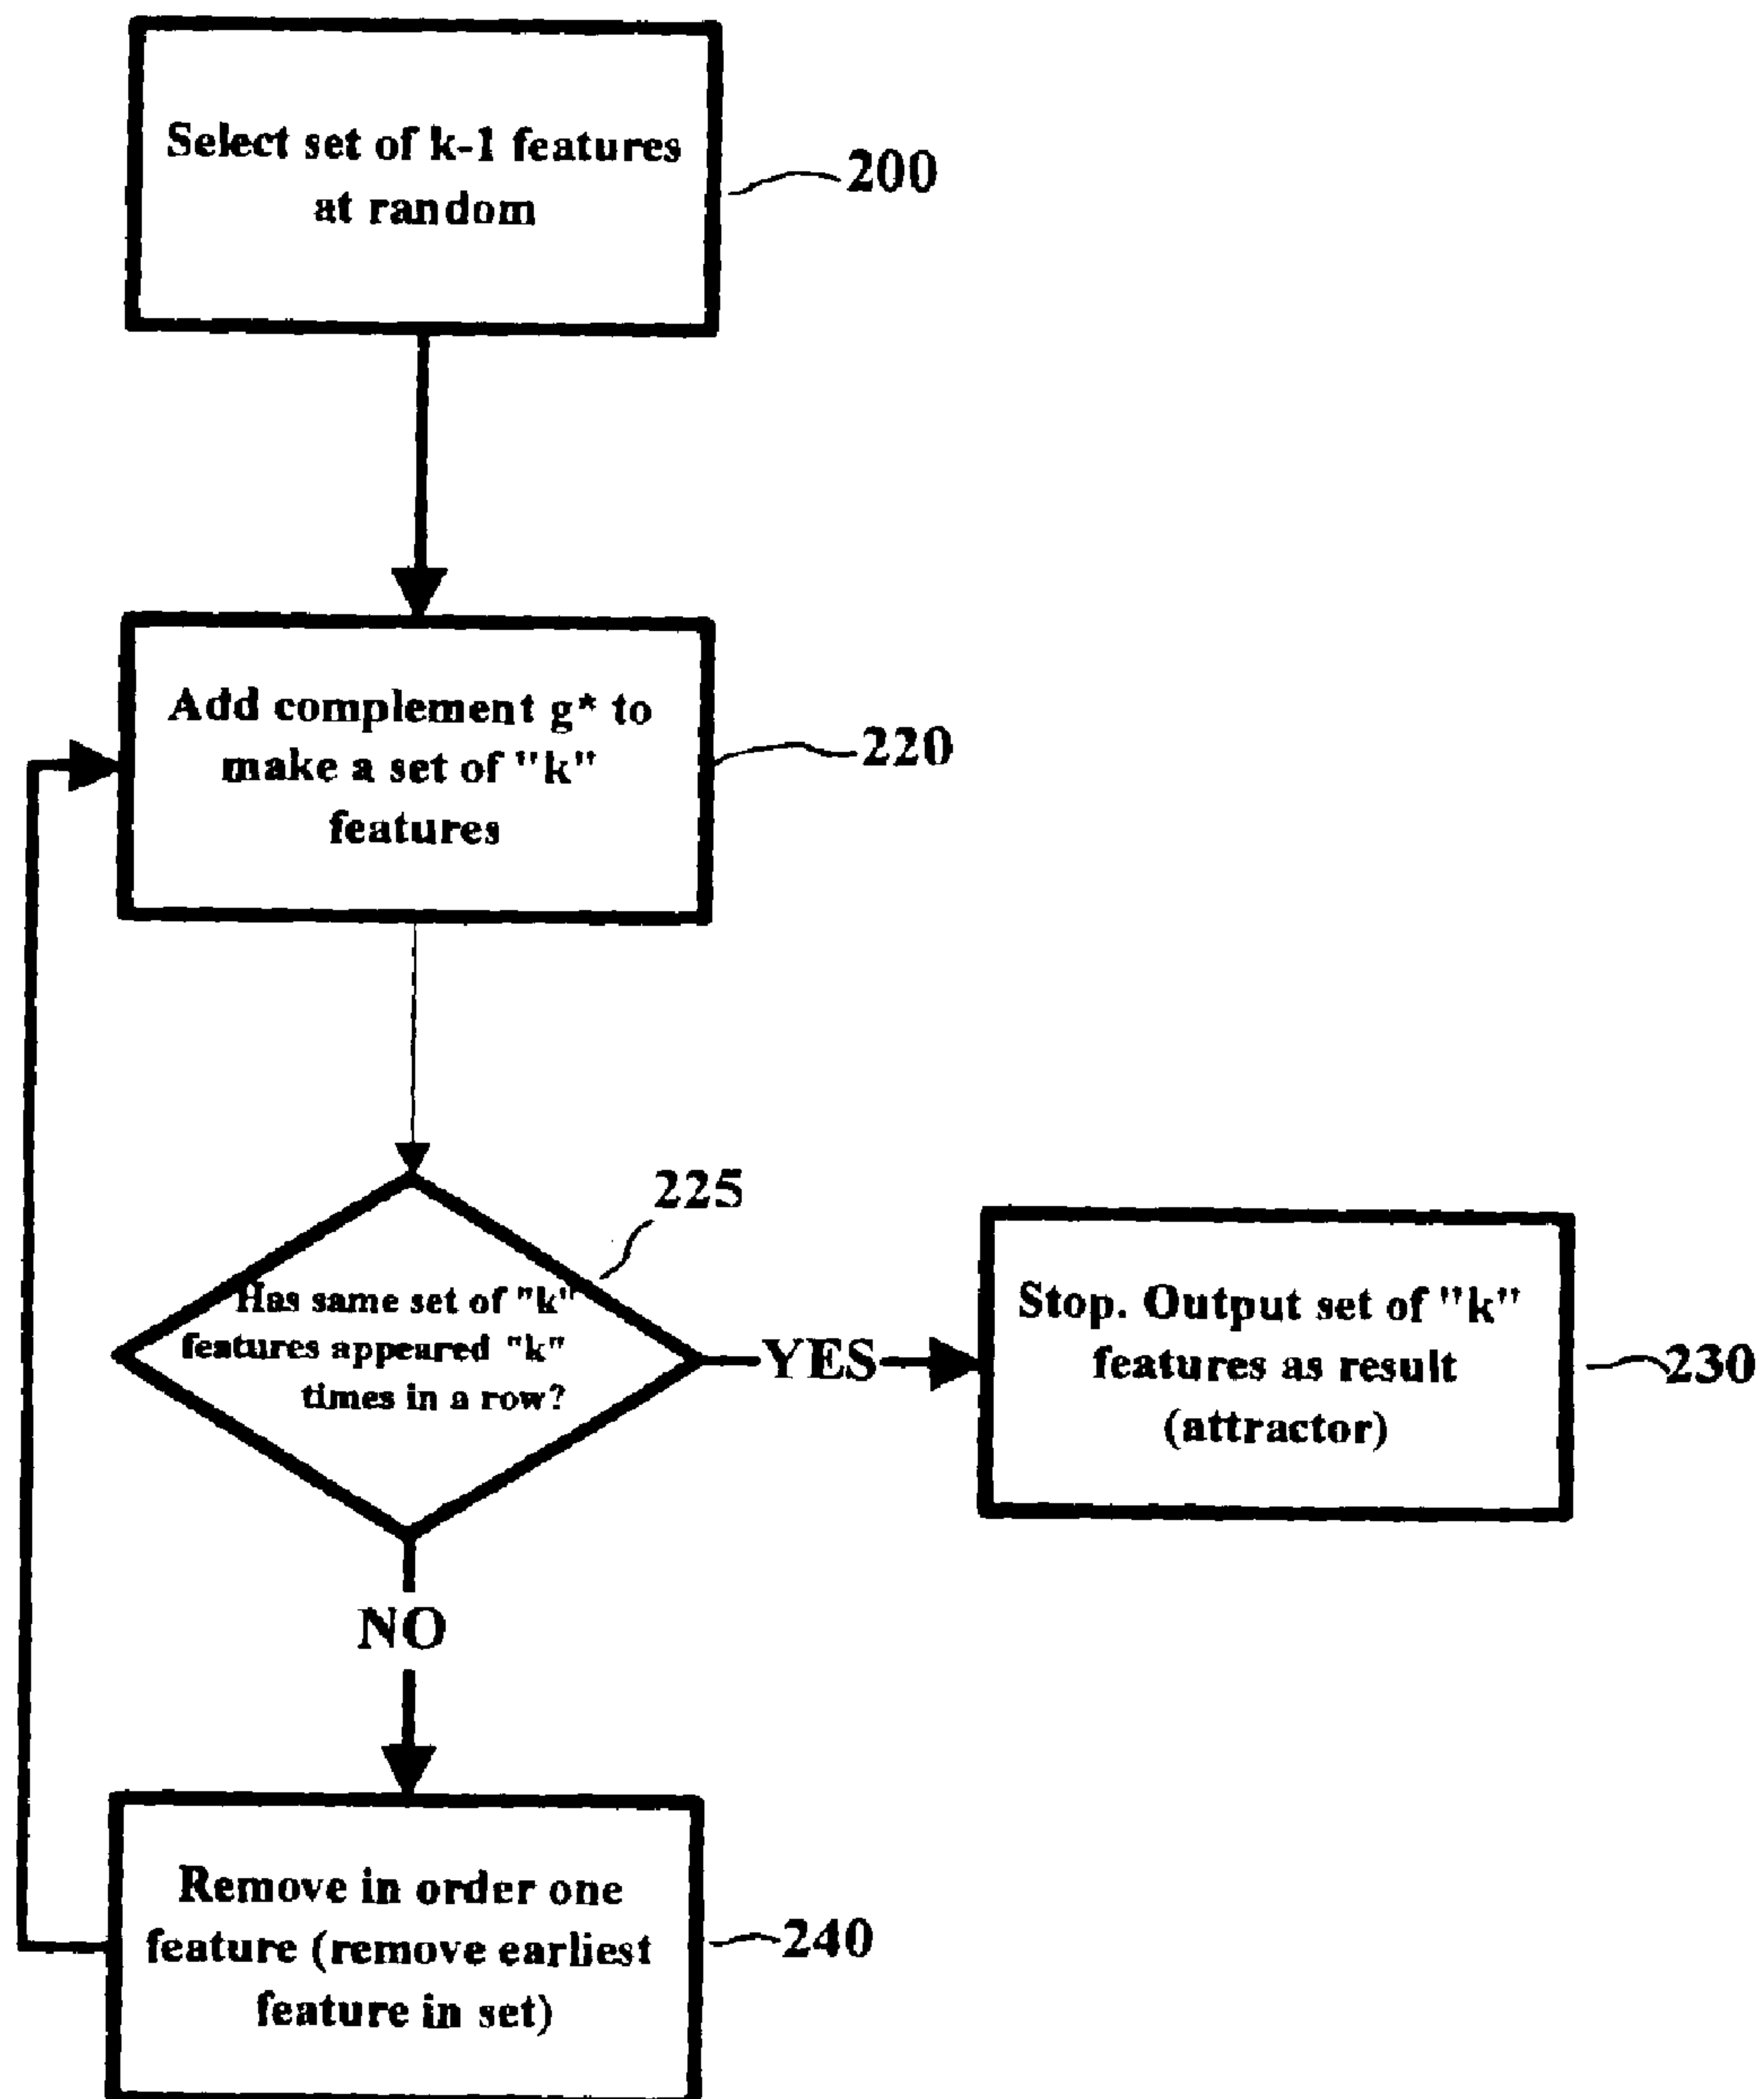 Select set of k-1 features
at random
200
Add complement g* to
make a set of "k"
features
220
225
Has same set of "k"
features appeared "k"
times in a row?
YES
Stop. Output set of "k"
features as result
(attractor)
230
NO
Remove in order one
feature (remove earliest
feature in set)
240